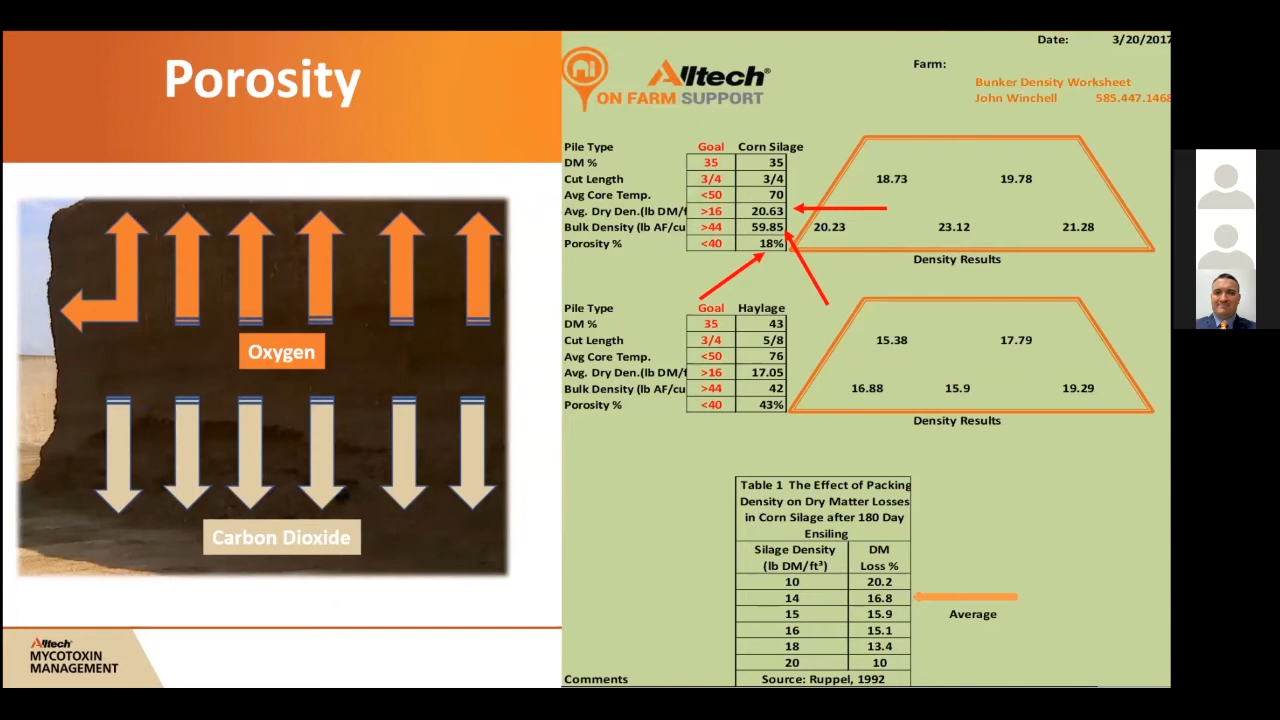 Porosity
Oxygen
Carbon Dioxide
Alltech
MYCOTOXIN
MANAGEMENT
Alltech®
ON FARM SUPPORT
Date: 3/20/2017
Farm:
Bunker Density Worksheet
John Winchell 585.447.1468
Pile Type Goal Corn Silage
DM % 35 35
Cut Length 3/4 3/4
Avg Core Temp. <50 70
Avg. Dry Den.(lb DM/f >16 20.63
Bulk Density (lb AF/cu >44 59.85
Porosity % <40 18%
18.73 19.78
20.23 23.12 21.28
Density Results
Pile Type Goal Haylage
DM % 35 43
Cut Length 3/4 5/8
Avg Core Temp. <50 76
Avg. Dry Den.(lb DM/f >16 17.05
Bulk Density (lb AF/cu >44 42
Porosity % <40 43%
15.38 17.79
16.88 15.9 19.29
Density Results
Table 1 The Effect of Packing
Density on Dry Matter Losses
in Corn Silage after 180 Day
Ensiling
Silage Density DM
(lb DM/ft³) Loss %
10 20.2
14 16.8
15 15.9
16 15.1
18 13.4
20 10
Average
Source: Ruppel, 1992
Comments